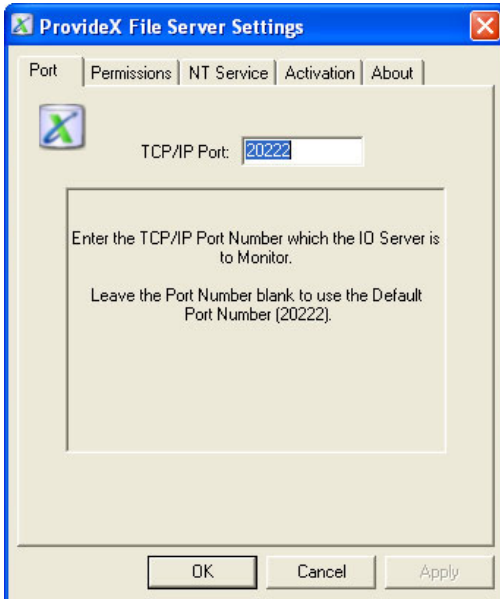 ProvideX File Server Settings
Port Permissions NT Service Activation About
TCP/IP Port: 20222
Enter the TCP/IP Port Number which the IO Server is
to Monitor.
Leave the Port Number blank to use the Default
Port Number (20222).
OK Cancel Apply